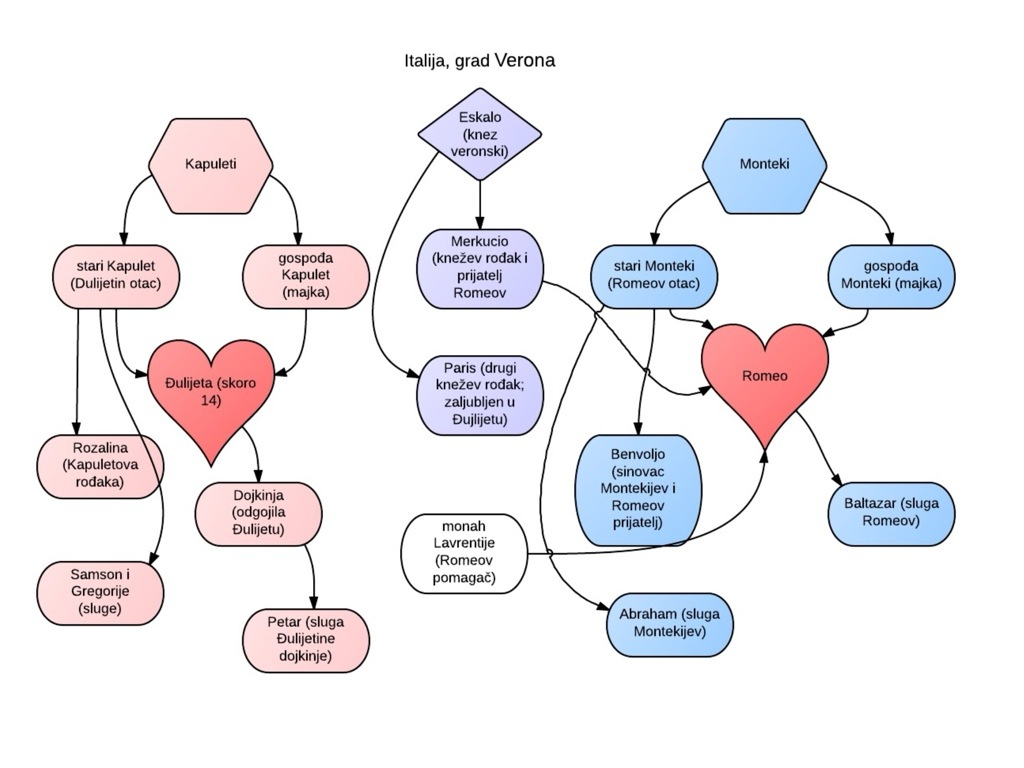 Italija, grad Verona
Eskalo
(knez
veronski)
Kapuleti
Monteki
Merkucio
(knežev rođak i
prijatelj
Romeov
stari Kapulet
(Dulijetin otac)
gospođa
Kapulet
(majka)
stari Monteki
(Romeov otac)
gospođa
Monteki (majka)
Đulijeta (skoro
14)
Paris (drugi
knežev rođak;
zaljubljen u
Đujlijetu)
Romeo
Rozalina
(Kapuletova
rođaka)
Dojkinja
(odgojila
Đulijetu)
Benvoljo
(sinovac
Montekijev i
Romeov
prijatelj)
Baltazar (sluga
Romeov)
monah
Lavrentije
(Romeov
pomagač)
Samson i
Gregorije
(sluge)
Petar (sluga
Đulijetine
dojkinje)
Abraham (sluga
Montekijev)